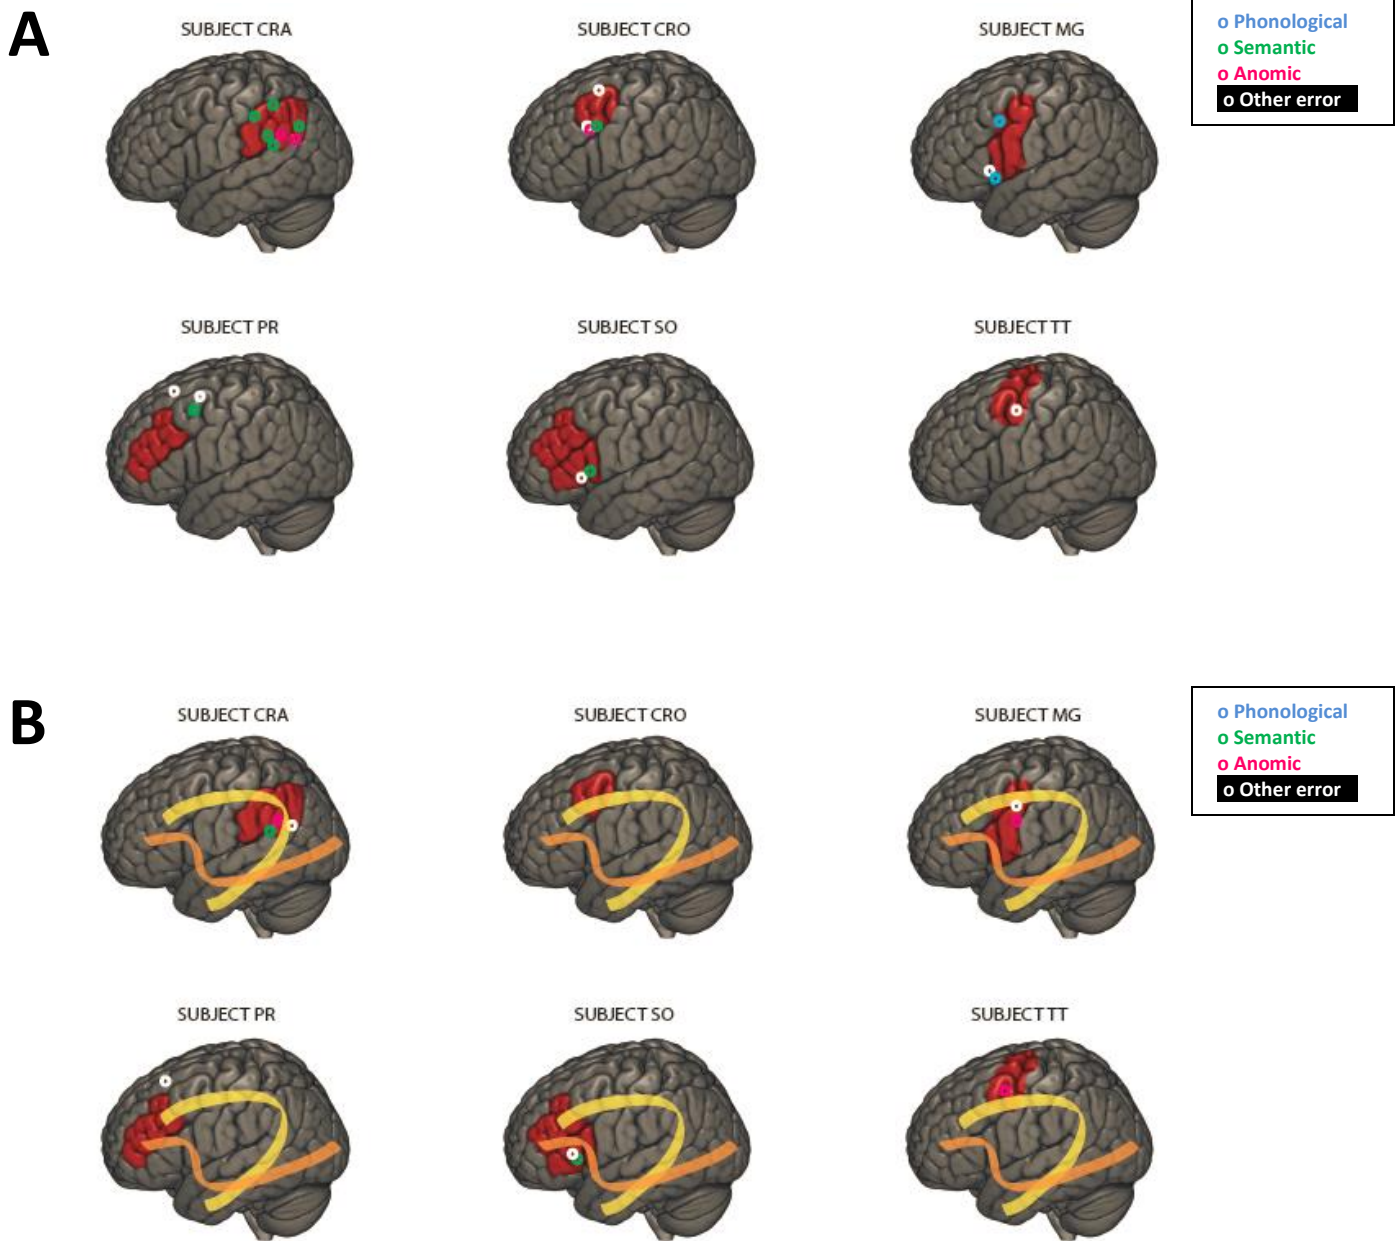 A
SUBJECT CRA
SUBJECT CRO
SUBJECT MG
o Phonological
o Semantic
o Anomic
o Other error
SUBJECT PR
SUBJECT SO
SUBJECT TT
B
SUBJECT CRA
SUBJECT CRO
SUBJECT MG
o Phonological
o Semantic
o Anomic
o Other error
SUBJECT PR
SUBJECT SO
SUBJECT TT